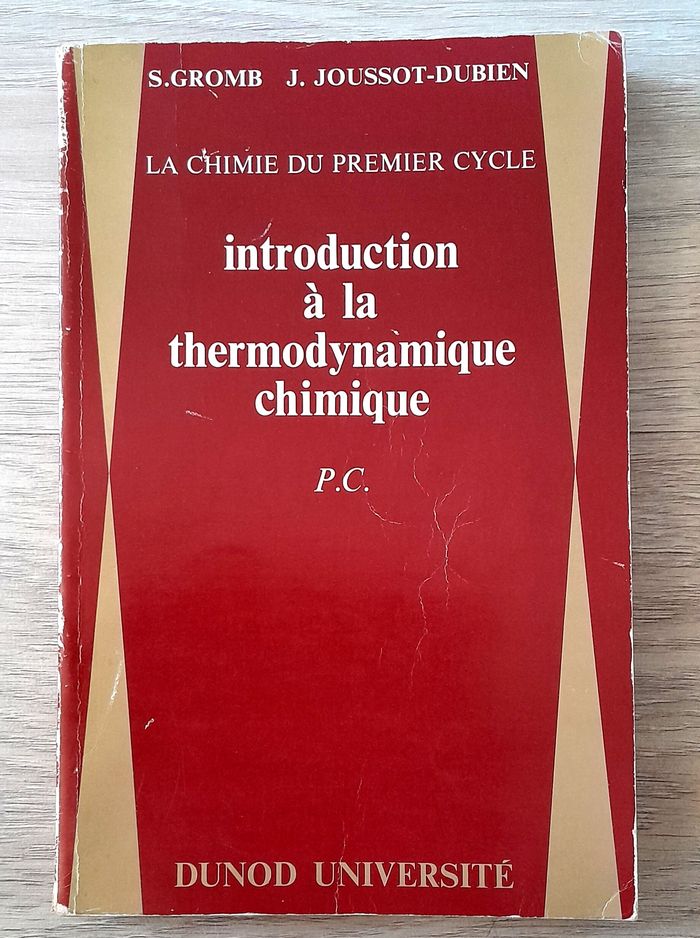 S.GROMB J. JOUSSOT-DUBIEN
LA CHIMIE DU PREMIER CYCLE
introduction
à la
thermodynamique
chimique
P.C.
DUNOD UNIVERSITÉ